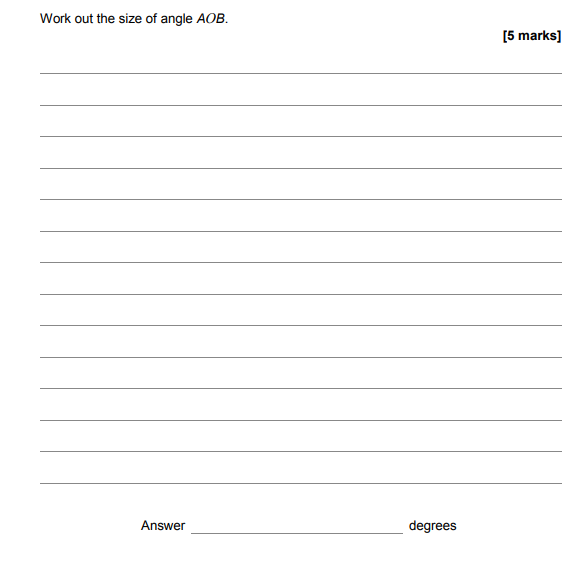 Work out the size of angle AOB.
[5 marks]
Answer
degrees